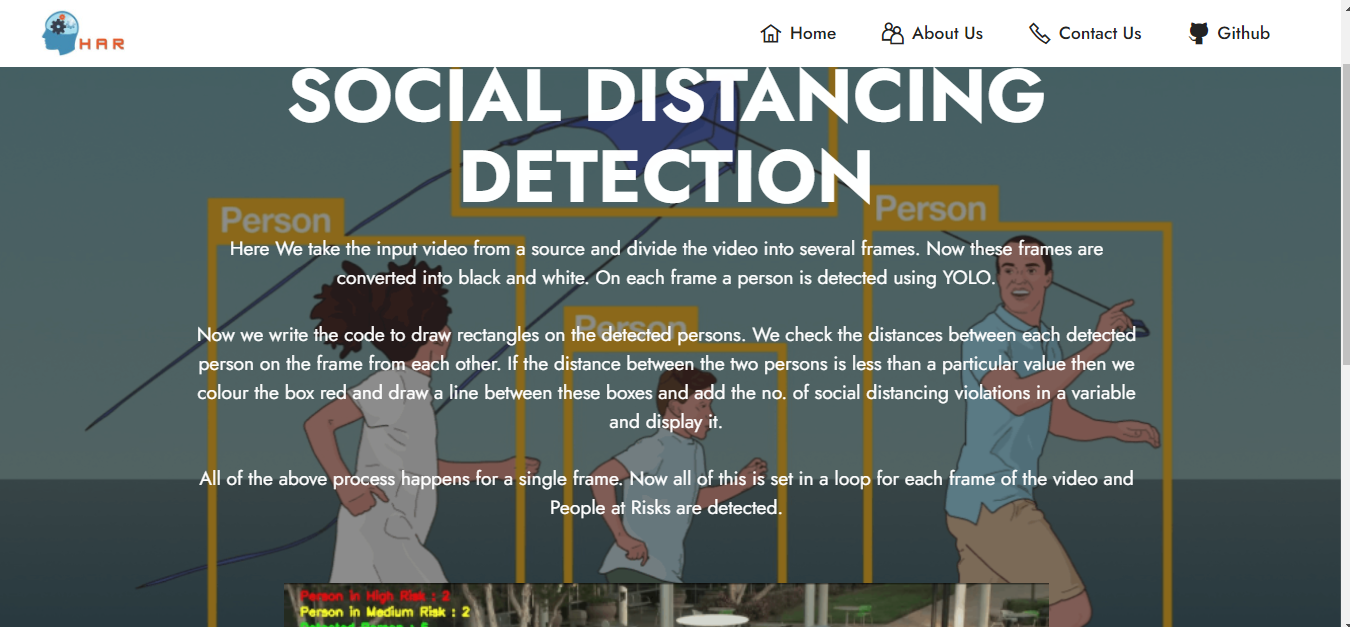 HAR
Home
About Us
Contact Us
Github
SOCIAL DISTANCING
DETECTION
Person
Person
Here We take the input video from a source and divide the video into several frames. Now these frames are
converted into black and white. On each frame a person is detected using YOLO.
Person
Now we write the code to draw rectangles on the detected persons. We check the distances between each detected
person on the frame from each other. If the distance between the two persons is less than a particular value then we
colour the box red and draw a line between these boxes and add the no. of social distancing violations in a variable
and display it.
All of the above process happens for a single frame. Now all of this is set in a loop for each frame of the video and
People at Risks are detected.
Person in High Risk : 2
Person in Medium Risk : 2
Detected Person :